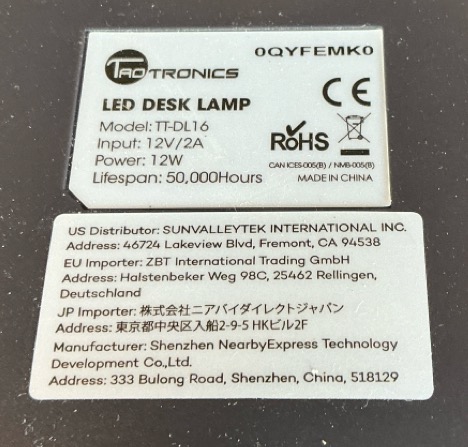 TAOTRONICS
0QYFEMK0
LED DESK LAMP
Model: TT-DL16
Input: 12V/2A
Power: 12W
Lifespan: 50,000Hours
CE
RoHS
CAN ICES-005(B) / NMB-005(B)
MADE IN CHINA
US Distributor: SUNVALLEYTEK INTERNATIONAL INC.
Address: 46724 Lakeview Blvd, Fremont, CA 94538
EU Importer: ZBT International Trading GmbH
Address: Halstenbeker Weg 98C, 25462 Rellingen,
Deutschland
JP Importer: 株式会社ニアバイダイレクトジャパン
Address: 東京都中央区入船2-9-5 HKビル2F
Manufacturer: Shenzhen NearbyExpress Technology
Development Co.,Ltd.
Address: 333 Bulong Road, Shenzhen, China, 518129